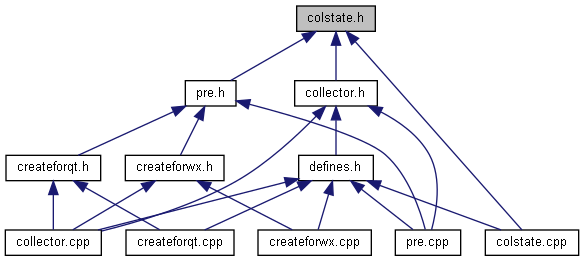 colstate.h
pre.h
collector.h
createforqt.h
createforwx.h
defines.h
collector.cpp
createforqt.cpp
createforwx.cpp
pre.cpp
colstate.cpp